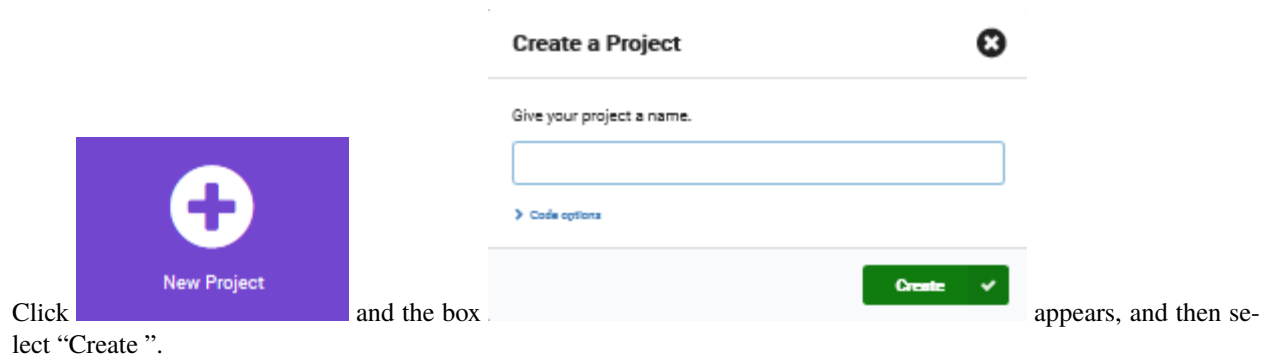 Create a Project
Give your project a name.
Code options
New Project
Create
Click and the box appears, and then se-
lect “Create ”.